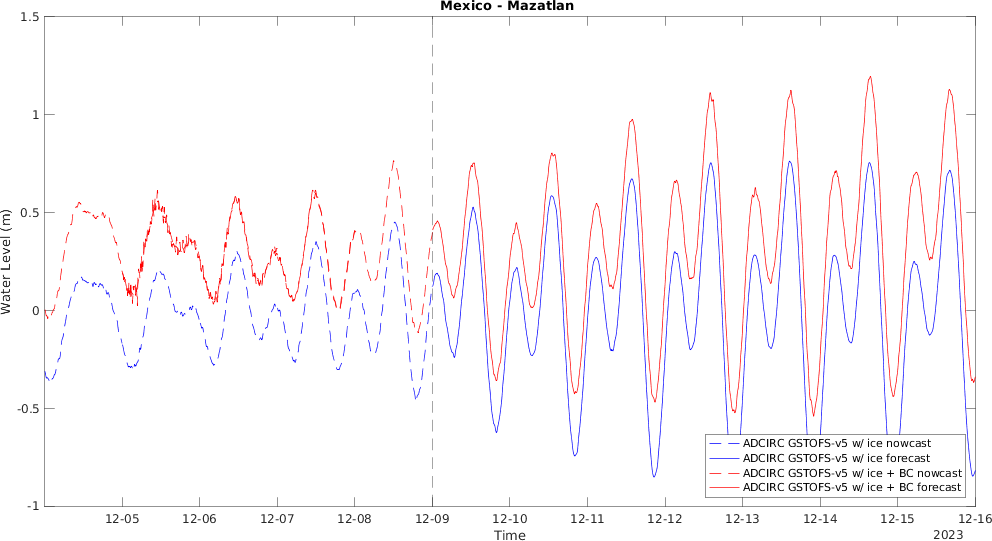 Mexico - Mazatlan
1.5
1
0.5
0
-0.5
-1
Water Level (m)
ADCIRC GSTOFS-v5 w/ ice nowcast
ADCIRC GSTOFS-v5 w/ ice forecast
ADCIRC GSTOFS-v5 w/ ice + BC nowcast
ADCIRC GSTOFS-v5 w/ ice + BC forecast
12-05 12-06 12-07 12-08 12-09 12-10 12-11 12-12 12-13 12-14 12-15 12-16
Time
2023